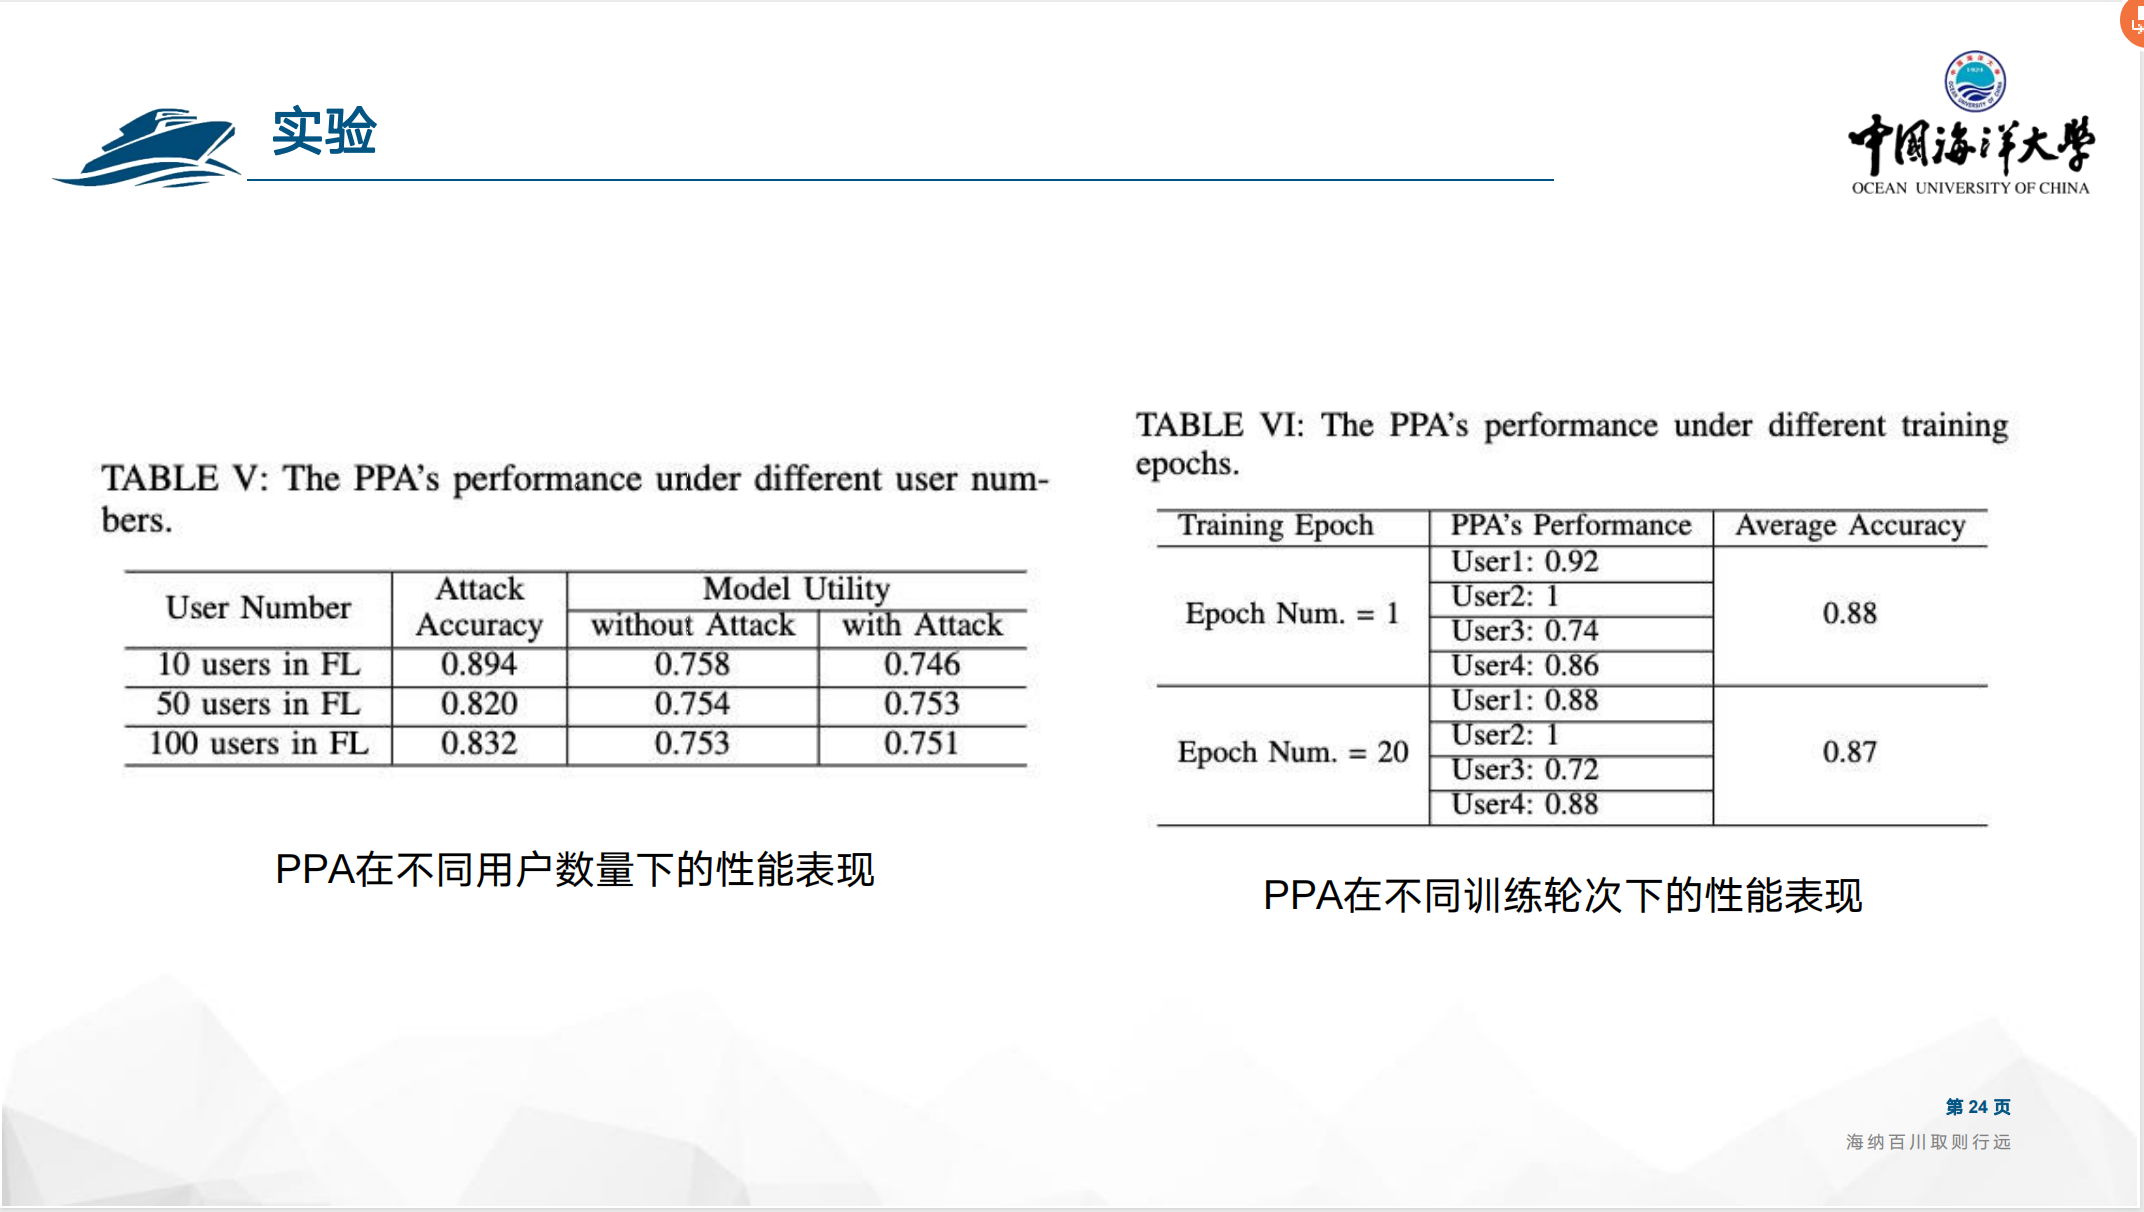 实验
1924
中国海洋大學
OCEAN UNIVERSITY OF CHINA
TABLE V: The PPA's performance under different user num-
bers.
User Number | Attack Accuracy | Model Utility
without Attack | with Attack
10 users in FL | 0.894 | 0.758 | 0.746
50 users in FL | 0.820 | 0.754 | 0.753
100 users in FL | 0.832 | 0.753 | 0.751
PPA在不同用户数量下的性能表现
TABLE VI: The PPA's performance under different training
epochs.
Training Epoch | PPA's Performance | Average Accuracy
Epoch Num. = 1 | User1: 0.92 | 0.88
User2: 1
User3: 0.74
User4: 0.86
Epoch Num. = 20 | User1: 0.88 | 0.87
User2: 1
User3: 0.72
User4: 0.88
PPA在不同训练轮次下的性能表现
第 24 页
海纳百川取则行远